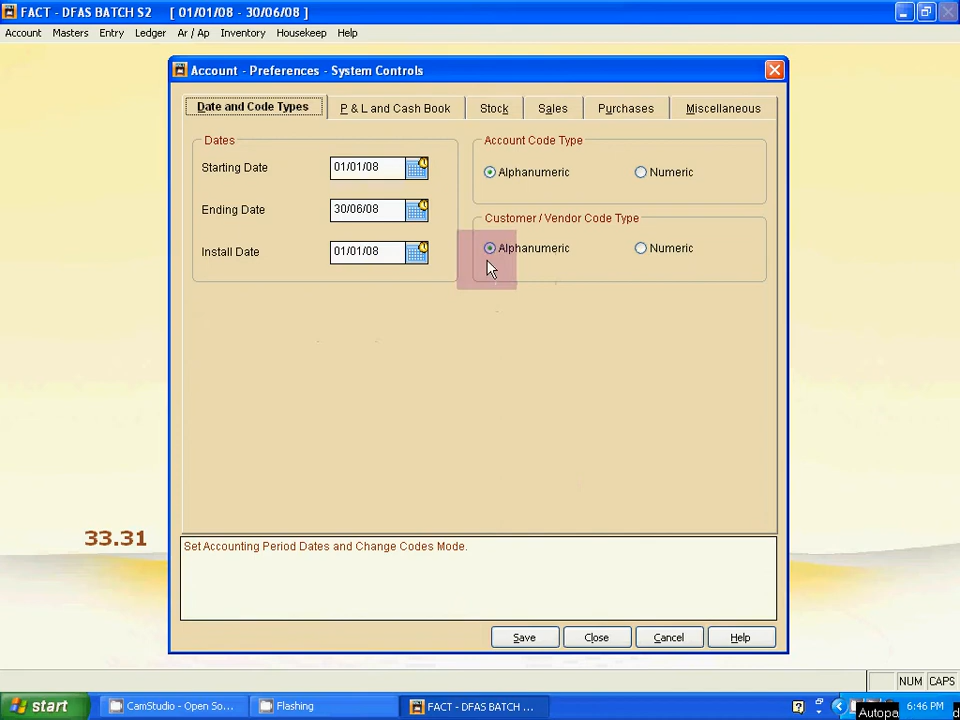 FACT - DFAS BATCH S2 [ 01/01/08 - 30/06/08 ]
Account Masters Entry Ledger Ar / Ap Inventory Housekeep Help
Account - Preferences - System Controls
Date and Code Types P & L and Cash Book Stock Sales Purchases Miscellaneous
Dates
Starting Date 01/01/08
Ending Date 30/06/08
Install Date 01/01/08
Account Code Type
Alphanumeric Numeric
Customer / Vendor Code Type
Alphanumeric Numeric
33.31
Set Accounting Period Dates and Change Codes Mode.
Save Close Cancel Help
NUM CAPS
start CamStudio - Open So... Flashing FACT - DFAS BATCH ... 6:46 PM